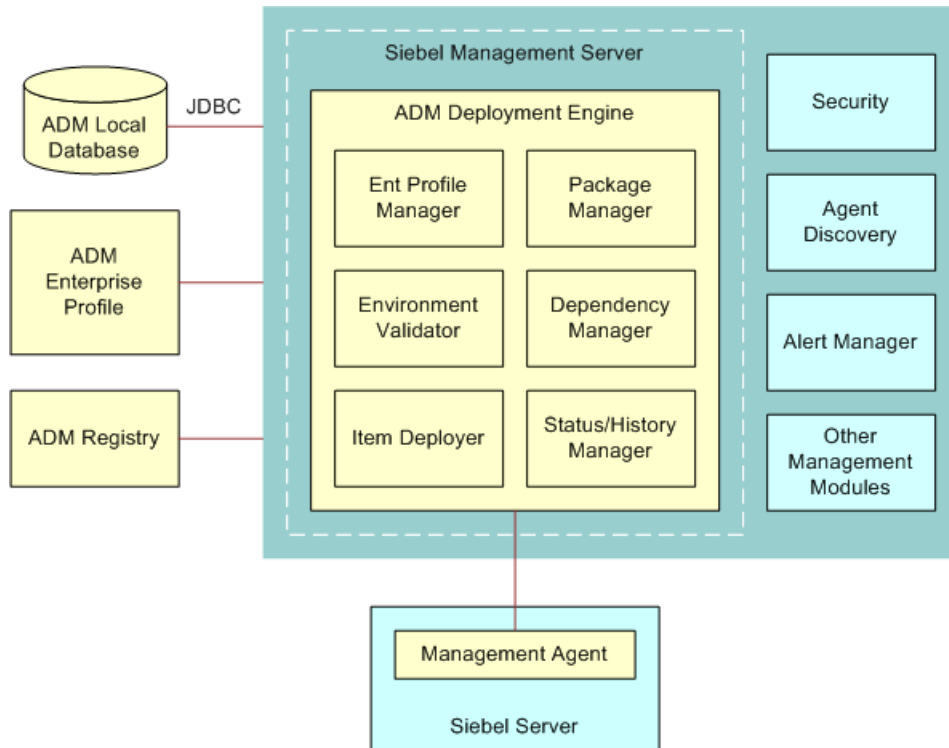 Siebel Management Server
JDBC
ADM Local
Database
ADM
Enterprise
Profile
ADM Registry
ADM Deployment Engine
Ent Profile
Manager
Package
Manager
Environment
Validator
Dependency
Manager
Item Deployer
Status/History
Manager
Security
Agent
Discovery
Alert Manager
Other
Management
Modules
Management Agent
Siebel Server